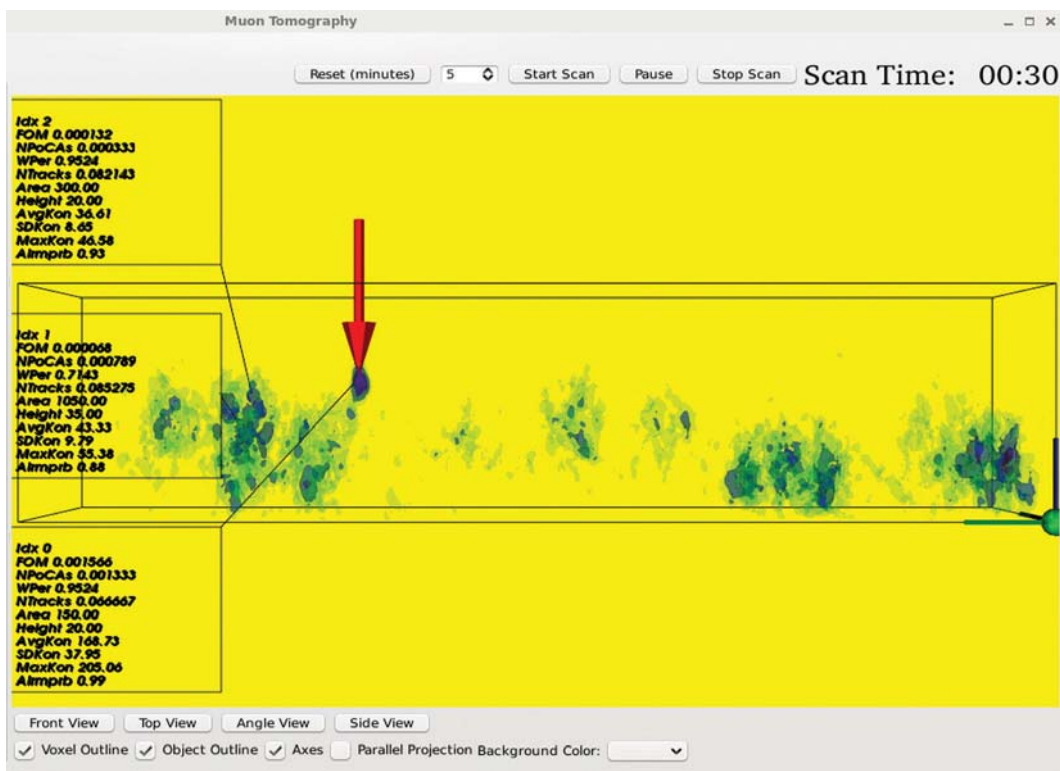 Muon Tomography
Reset (minutes) 5 Start Scan Pause Stop Scan Scan Time: 00:30
Idx 2
FOM 0.000132
NPoCAs 0.000333
WPer 0.9524
NTracks 0.082143
Area 300.00
Height 20.00
AvgKon 36.61
SDKon 8.65
MaxKon 46.58
Alrmprb 0.93
Idx 1
FOM 0.000068
NPoCAs 0.000789
WPer 0.7143
NTracks 0.085275
Area 1050.00
Height 35.00
AvgKon 43.33
SDKon 9.79
MaxKon 55.38
Alrmprb 0.88
Idx 0
FOM 0.001566
NPoCAs 0.001333
WPer 0.9524
NTracks 0.066667
Area 150.00
Height 20.00
AvgKon 168.73
SDKon 37.95
MaxKon 205.06
Alrmprb 0.99
Front View Top View Angle View Side View
Voxel Outline Object Outline Axes Parallel Projection Background Color: